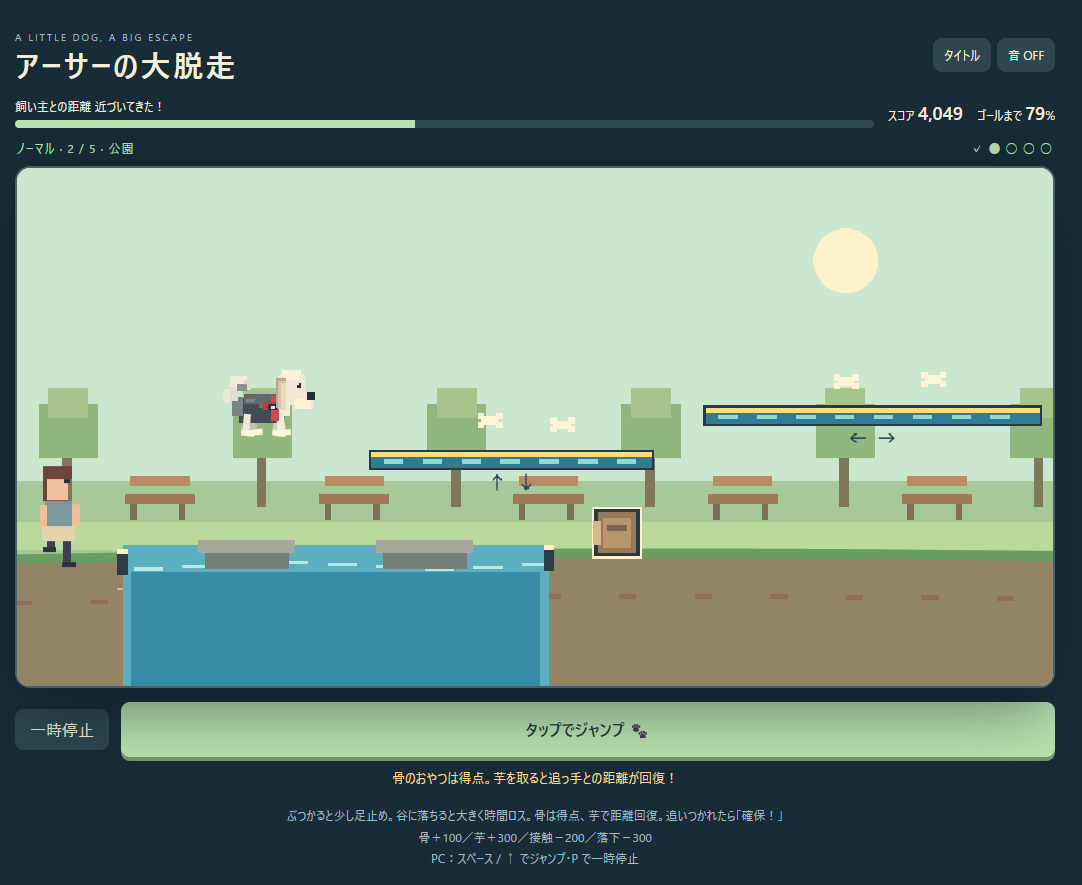 A LITTLE DOG, A BIG ESCAPE
アーサーの大脱走
タイトル
音 OFF
飼い主との距離 近づいてきた！
スコア 4,049
ゴールまで 79%
ノーマル · 2 / 5 · 公園
✓ ● ○ ○ ○
↑ ↓
← →
一時停止
タップでジャンプ 🐾
骨のおやつは得点。芋を取ると追っ手との距離が回復！
ぶつかると少し足止め。谷に落ちると大きく時間ロス。骨は得点、芋で距離回復。追いつかれたら「確保！」
骨＋100／芋＋300／接触－200／落下－300
PC：スペース / ↑ でジャンプ・P で一時停止